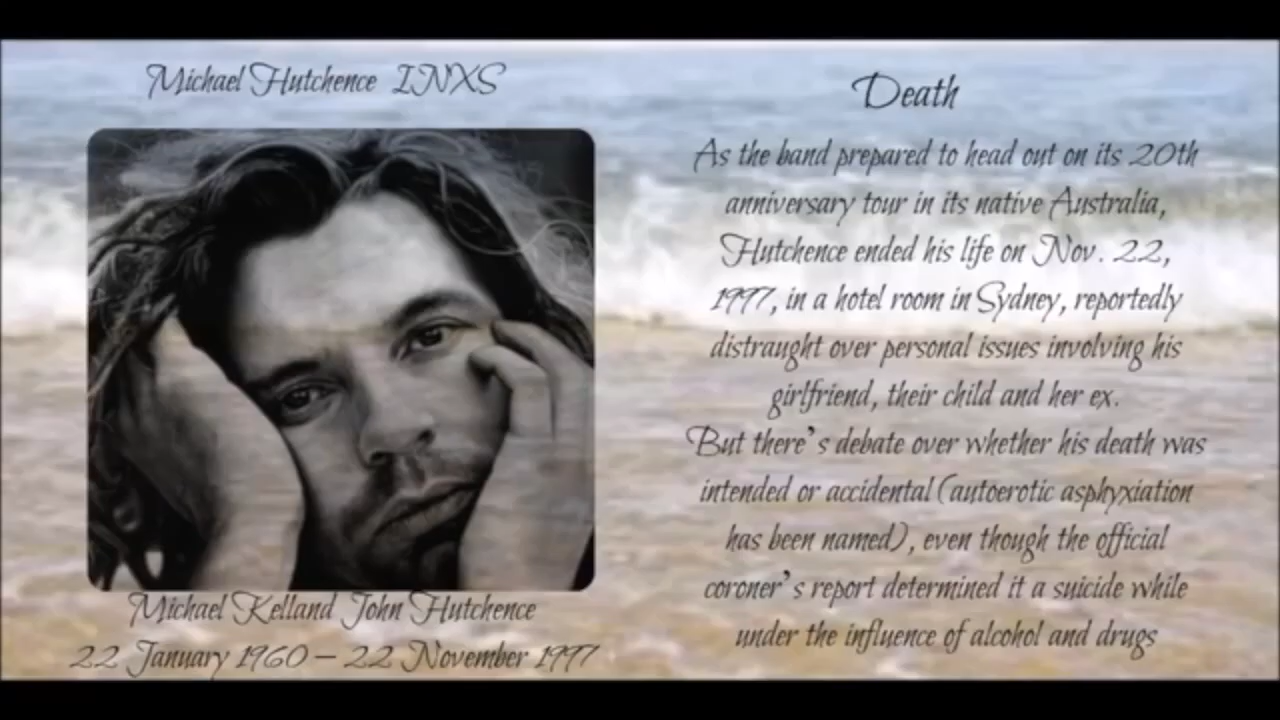 Michael Hutchence INXS
Michael Kelland John Hutchence
22 January 1960 – 22 November 1997
Death
As the band prepared to head out on its 20th
anniversary tour in its native Australia,
Hutchence ended his life on Nov. 22,
1997, in a hotel room in Sydney, reportedly
distraught over personal issues involving his
girlfriend, their child and her ex.
But there's debate over whether his death was
intended or accidental (autoerotic asphyxiation
has been named), even though the official
coroner's report determined it a suicide while
under the influence of alcohol and drugs